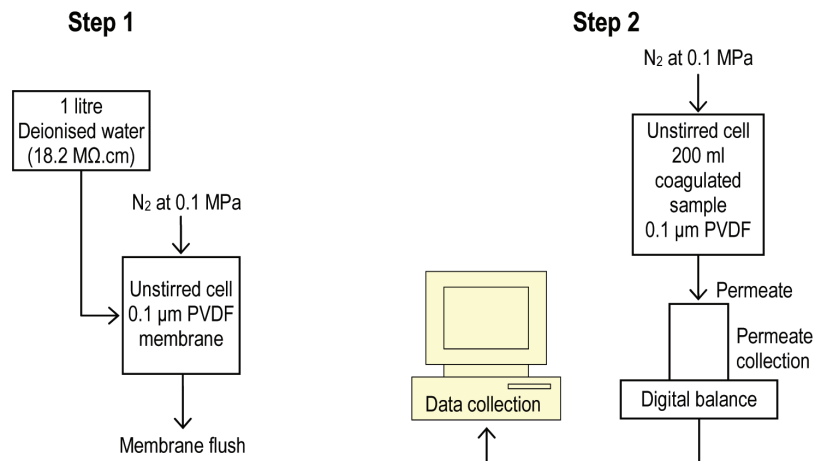 Step 1
1 litre
Deionised water
(18.2 MΩ.cm)
N₂ at 0.1 MPa
Unstirred cell
0.1 µm PVDF
membrane
Membrane flush
Step 2
N₂ at 0.1 MPa
Unstirred cell
200 ml
coagulated
sample
0.1 µm PVDF
Permeate
Permeate
collection
Digital balance
Data collection